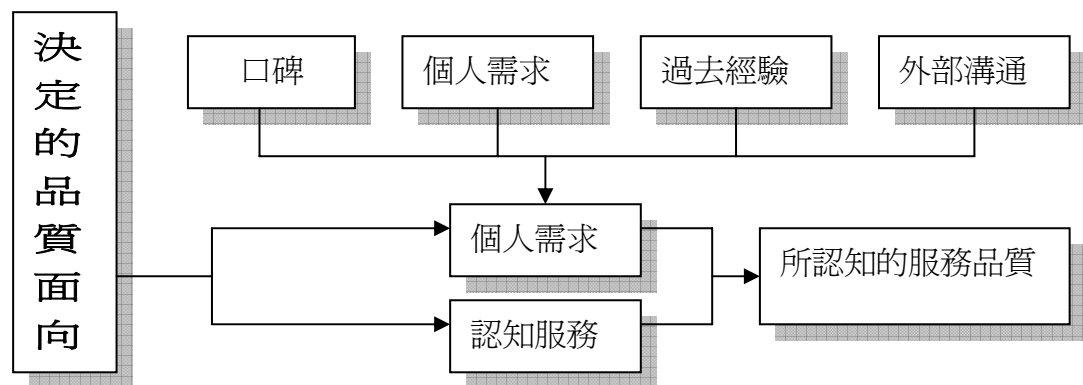 決定的品質面向
口碑
個人需求
過去經驗
外部溝通
個人需求
認知服務
所認知的服務品質